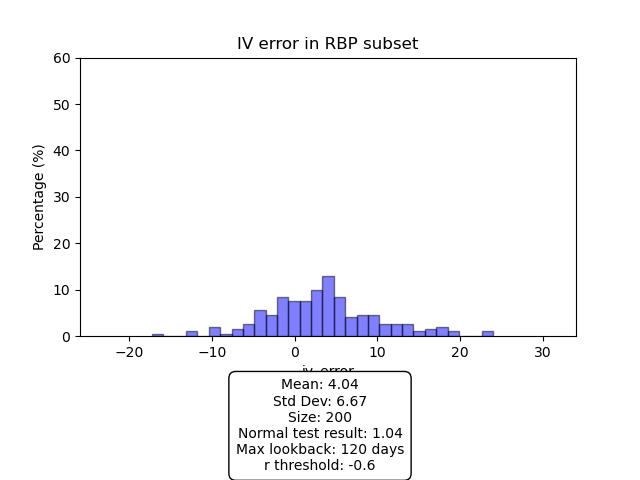 IV error in RBP subset
60
50
40
30
20
10
0
Percentage (%)
−20
−10
0
10
20
30
iv_error
Mean: 4.04
Std Dev: 6.67
Size: 200
Normal test result: 1.04
Max lookback: 120 days
r threshold: -0.6